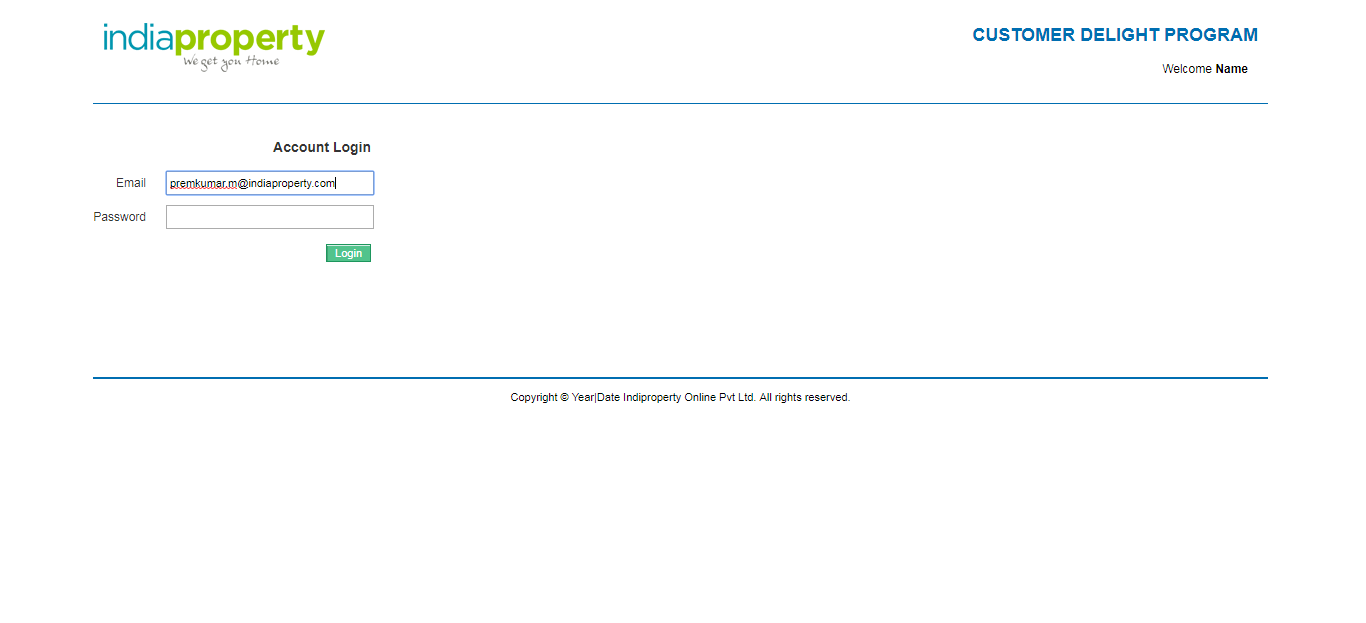 indiaproperty
We get you Home
CUSTOMER DELIGHT PROGRAM
Welcome Name
Account Login
Email premkumar.m@indiaproperty.com
Password
Login
Copyright © Year|Date Indiproperty Online Pvt Ltd. All rights reserved.